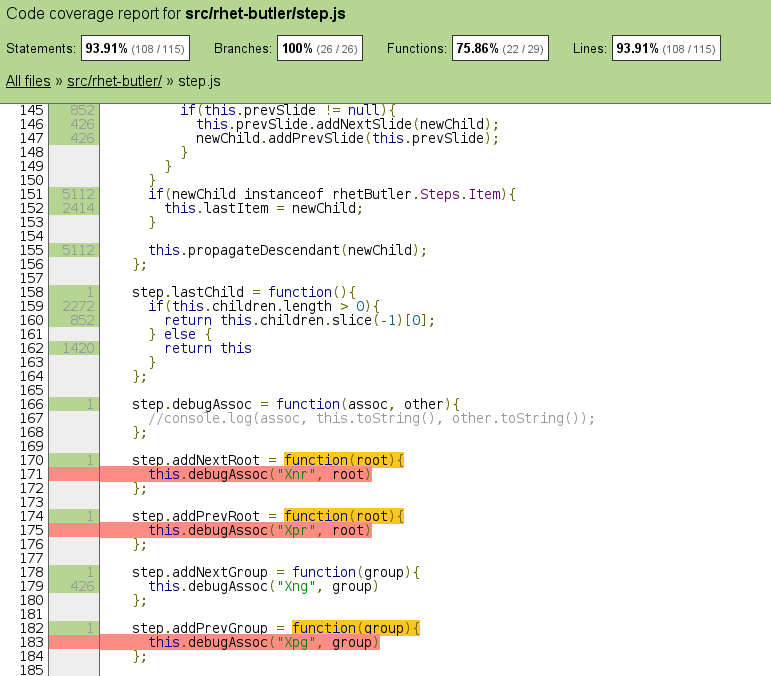 Code coverage report for src/rhet-butler/step.js
Statements: 93.91% (108 / 115) Branches: 100% (26 / 26) Functions: 75.86% (22 / 29) Lines: 93.91% (108 / 115)
All files » src/rhet-butler/ » step.js
145 852 if(this.prevSlide != null){
146 426 this.prevSlide.addNextSlide(newChild);
147 426 newChild.addPrevSlide(this.prevSlide);
148 }
149 }
150 }
151 5112 if(newChild instanceof rhetButler.Steps.Item){
152 2414 this.lastItem = newChild;
153 }
154
155 5112 this.propagateDescendant(newChild);
156 };
157
158 1 step.lastChild = function(){
159 2272 if(this.children.length > 0){
160 852 return this.children.slice(-1)[0];
161 } else {
162 1420 return this
163 }
164 };
165
166 1 step.debugAssoc = function(assoc, other){
167 //console.log(assoc, this.toString(), other.toString());
168 };
169
170 1 step.addNextRoot = function(root){
171 this.debugAssoc("Xnr", root)
172 };
173
174 1 step.addPrevRoot = function(root){
175 this.debugAssoc("Xpr", root)
176 };
177
178 1 step.addNextGroup = function(group){
179 426 this.debugAssoc("Xng", group)
180 };
181
182 1 step.addPrevGroup = function(group){
183 this.debugAssoc("Xpg", group)
184 };
185